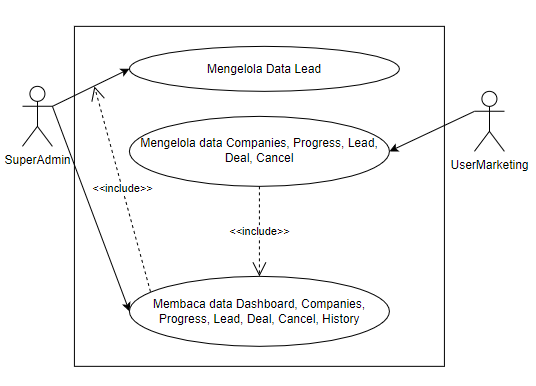 Mengelola Data Lead
SuperAdmin
Mengelola data Companies, Progress, Lead,
Deal, Cancel
UserMarketing
<<include>>
<<include>>
Membaca data Dashboard, Companies,
Progress, Lead, Deal, Cancel, History